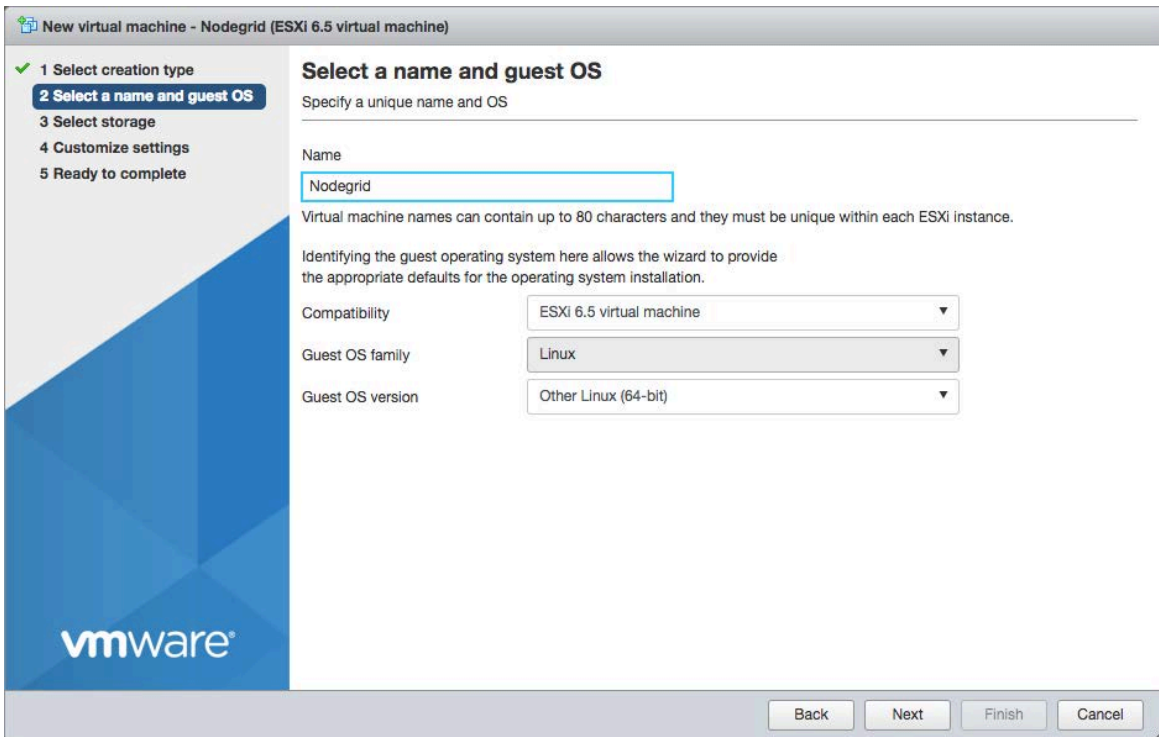 New virtual machine - Nodegrid (ESXi 6.5 virtual machine)
1 Select creation type
2 Select a name and guest OS
3 Select storage
4 Customize settings
5 Ready to complete
Select a name and guest OS
Specify a unique name and OS
Name
Nodegrid
Virtual machine names can contain up to 80 characters and they must be unique within each ESXi instance.
Identifying the guest operating system here allows the wizard to provide
the appropriate defaults for the operating system installation.
Compatibility
ESXi 6.5 virtual machine
Guest OS family
Linux
Guest OS version
Other Linux (64-bit)
vmware®
Back
Next
Finish
Cancel